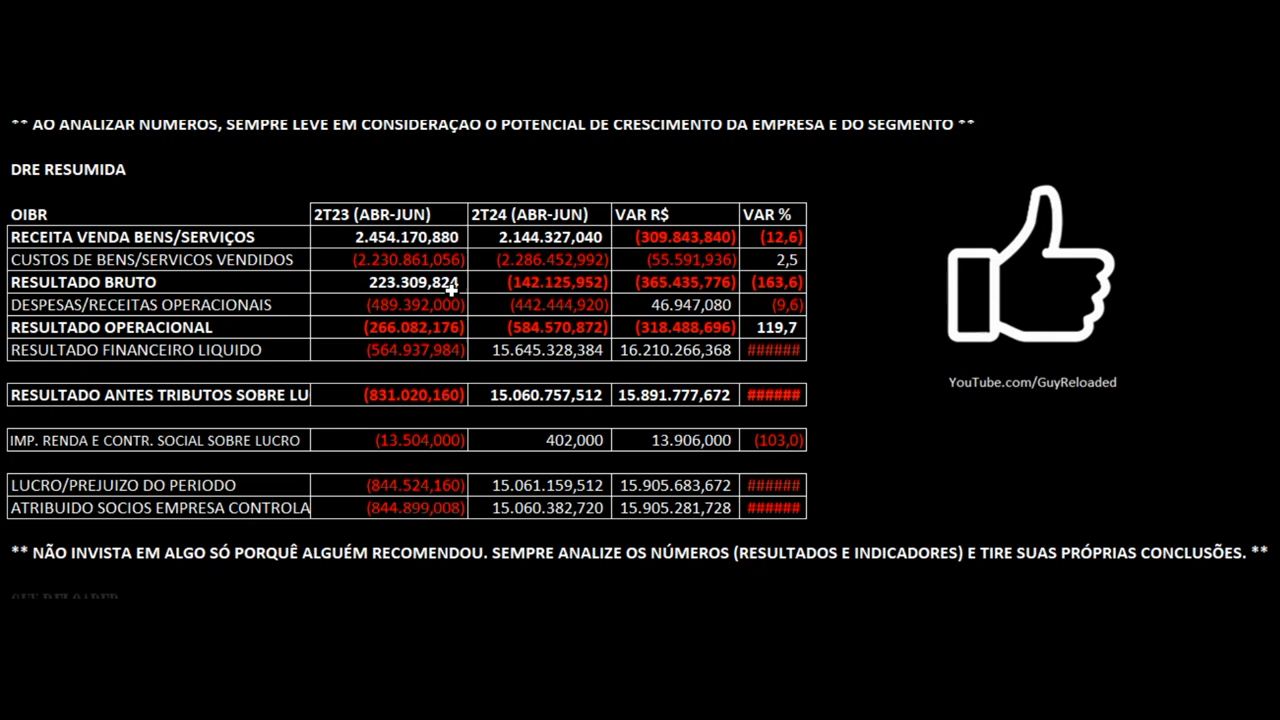 ** AO ANALIZAR NÚMEROS, SEMPRE LEVE EM CONSIDERAÇÃO O POTENCIAL DE CRESCIMENTO DA EMPRESA E DO SEGMENTO **
DRE RESUMIDA
OIBR 2T23 (ABR-JUN) 2T24 (ABR-JUN) VAR R$ VAR %
RECEITA VENDA BENS/SERVIÇOS 2.454.170,880 2.144.327,040 (309.843,840) (12,6)
CUSTOS DE BENS/SERVICOS VENDIDOS (2.230.861,056) (2.286.452,992) (55.591,936) 2,5
RESULTADO BRUTO 223.309,824 (142.125,952) (365.435,776) (163,6)
DESPESAS/RECEITAS OPERACIONAIS (489.392,000) (442.444,920) 46.947,080 (9,6)
RESULTADO OPERACIONAL (266.082,176) (584.570,872) (318.488,696) 119,7
RESULTADO FINANCEIRO LIQUIDO (564.937,984) 15.645.328,384 16.210.266,368 ######
RESULTADO ANTES TRIBUTOS SOBRE LU (831.020,160) 15.060.757,512 15.891.777,672 ######
IMP. RENDA E CONTR. SOCIAL SOBRE LUCRO (13.504,000) 402,000 13.906,000 (103,0)
LUCRO/PREJUIZO DO PERIODO (844.524,160) 15.061.159,512 15.905.683,672 ######
ATRIBUIDO SOCIOS EMPRESA CONTROLA (844.899,008) 15.060.382,720 15.905.281,728 ######
YouTube.com/GuyReloaded
** NÃO INVISTA EM ALGO SÓ PORQUÊ ALGUÉM RECOMENDOU. SEMPRE ANALIZE OS NÚMEROS (RESULTADOS E INDICADORES) E TIRE SUAS PRÓPRIAS CONCLUSÕES. **